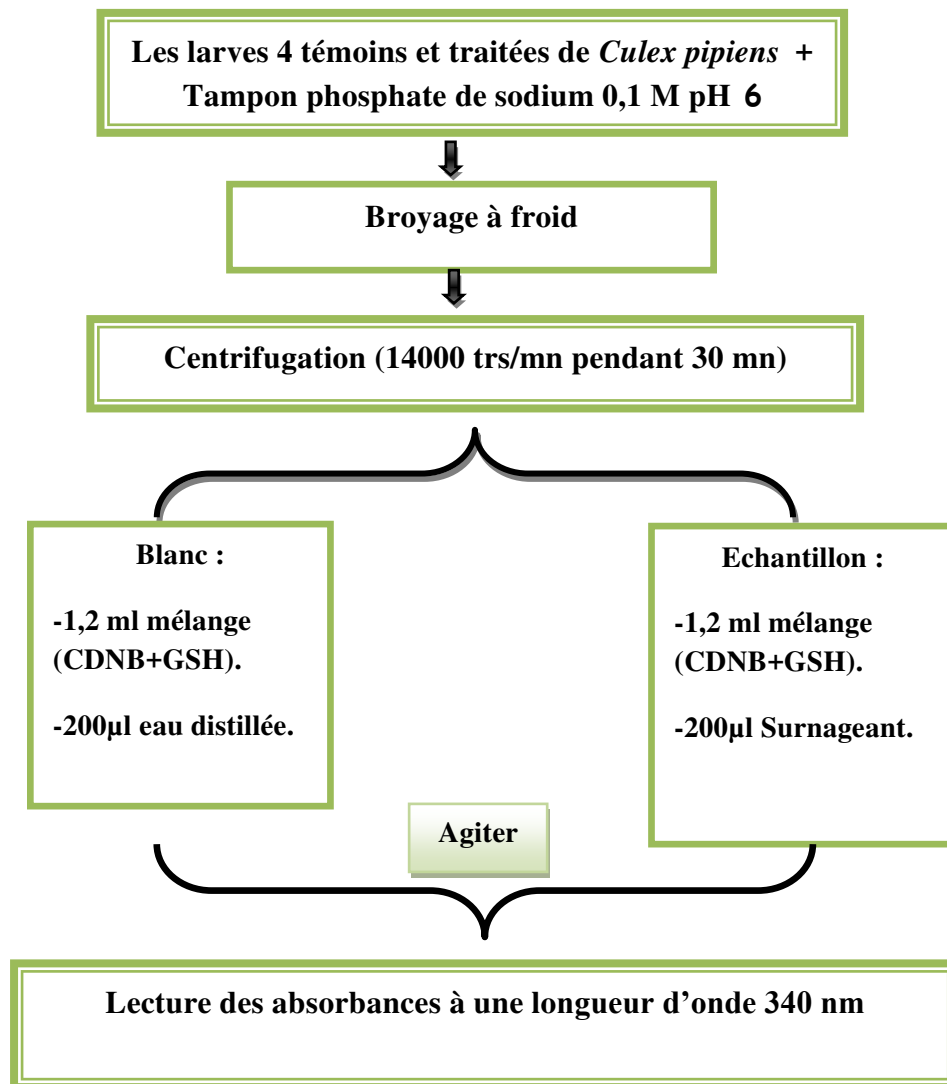 Les larves 4 témoins et traitées de Culex pipiens +
Tampon phosphate de sodium 0,1 M pH 6
Broyage à froid
Centrifugation (14000 trs/mn pendant 30 mn)
Blanc :
-1,2 ml mélange
(CDNB+GSH).
-200µl eau distillée.
Echantillon :
-1,2 ml mélange
(CDNB+GSH).
-200µl Surnageant.
Agiter
Lecture des absorbances à une longueur d’onde 340 nm